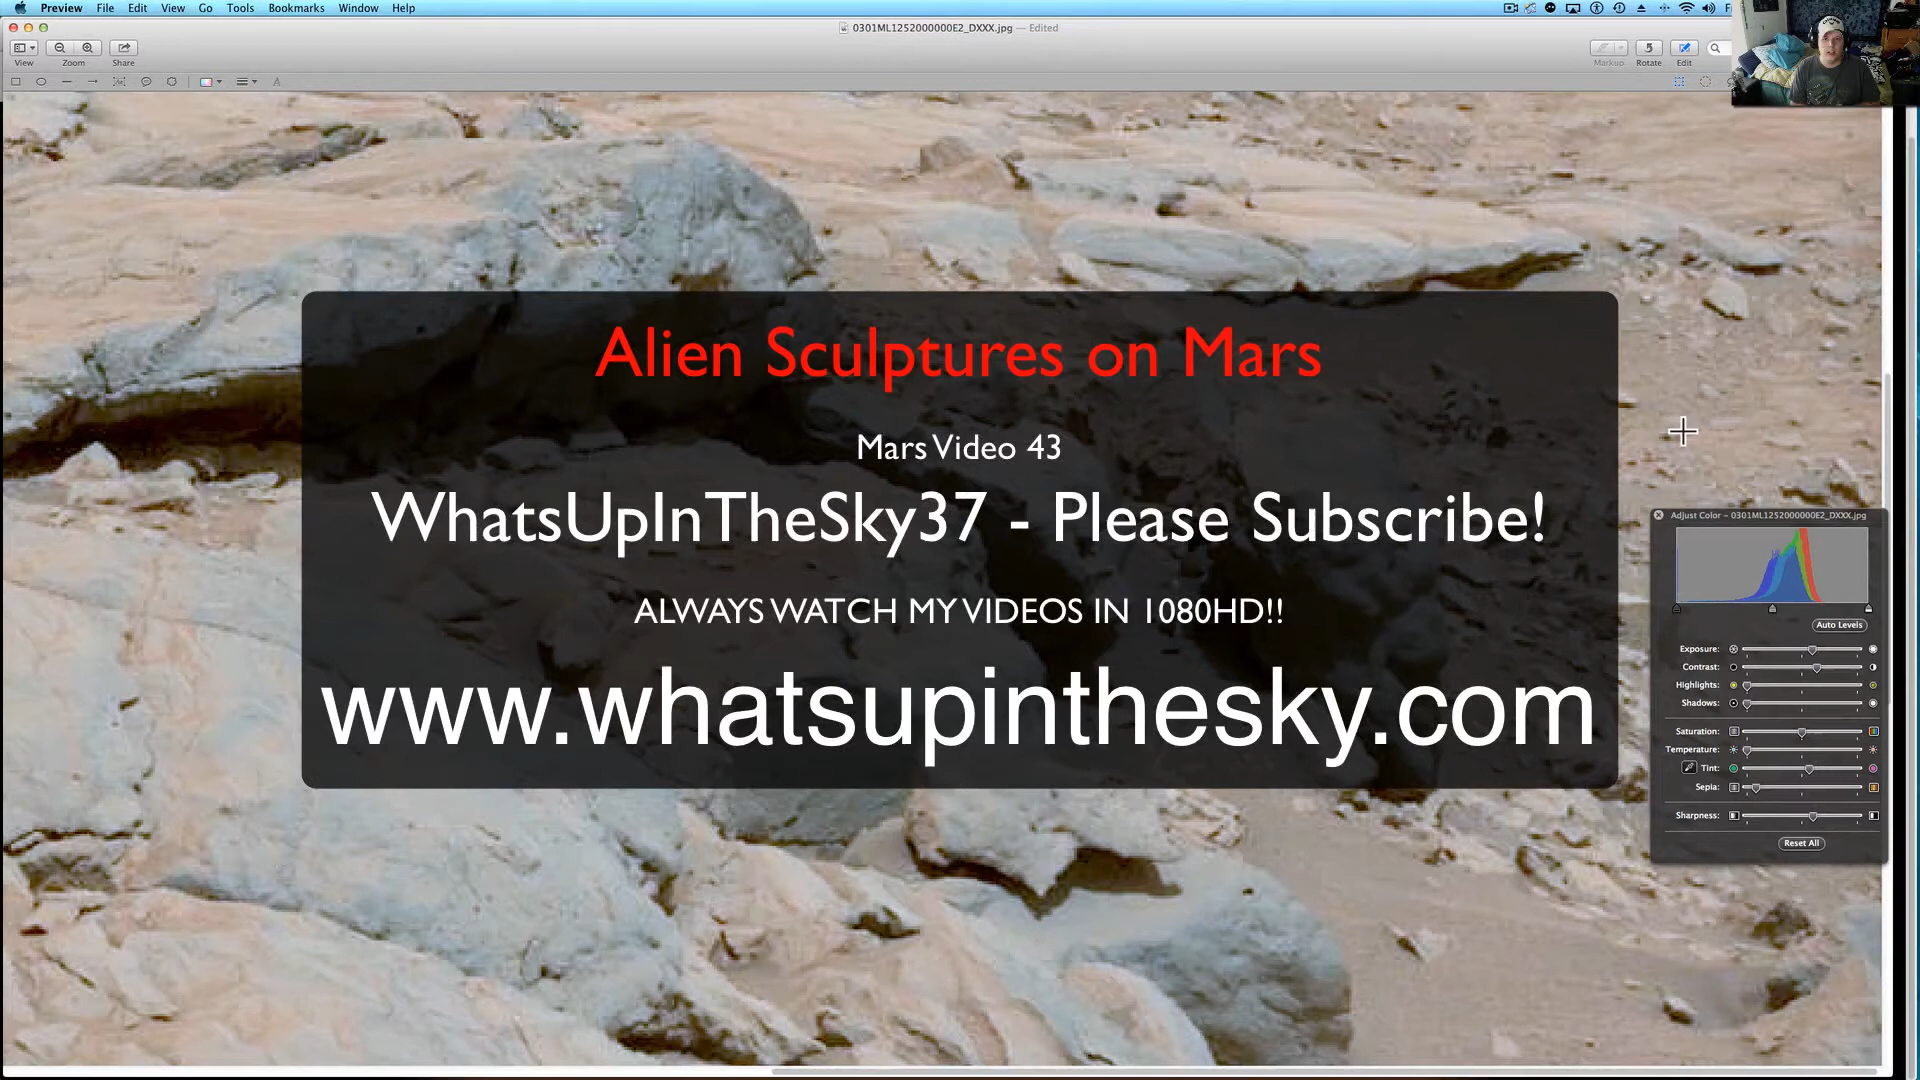 Preview File Edit View Go Tools Bookmarks Window Help
0301ML1252000000E2_DXXX.jpg — Edited
View Zoom Share Markup Rotate Edit
Alien Sculptures on Mars
Mars Video 43
WhatsUpInTheSky37 - Please Subscribe!
ALWAYS WATCH MY VIDEOS IN 1080HD!!
www.whatsupinthesky.com
Adjust Color - 0301ML1252000000E2_DXXX.jpg
Auto Levels
Exposure:
Contrast:
Highlights:
Shadows:
Saturation:
Temperature:
Tint:
Sepia:
Sharpness:
Reset All